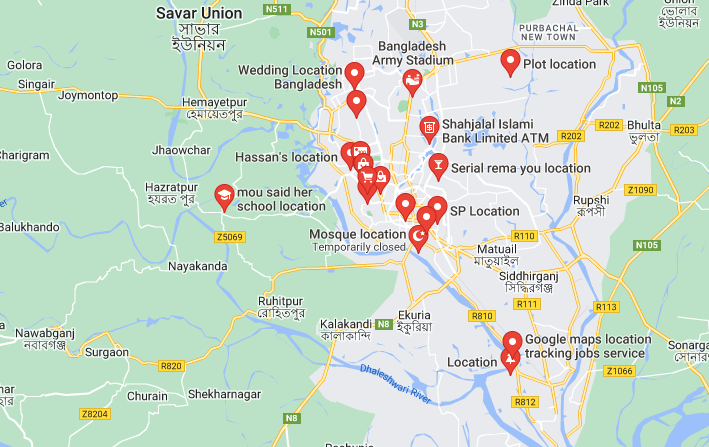 Savar Union
সাভার
ইউনিয়ন
N501
N3
Zinda Park
Union
ভোলাব
ইউনিয়ন
PURBACHAL
NEW TOWN
Bangladesh
Army Stadium
Golora
Singair
Joymontop
Wedding Location
Bangladesh
Plot location
N105
N2
Hemayetpur
হেমায়েতপুর
Shahjalal Islami
Bank Limited ATM
R202
R203
Bhulta
ভুলতা
R202
Charigram
Jhaowchar
Hassan's location
Serial rema you location
Hazratpur
হযরত পুর
mou said her
school location
Z1090
Rupshi
রূপসী
Balukhando
Z5069
SP Location
Mosque location
Temporarily closed
R110
N105
Matuail
মাতুয়াইল
Nayakanda
Siddhirganj
সিদ্ধিরগঞ্জ
Ruhitpur
রোহিতপুর
R111
R113
Ekuria
ইকুরিয়া
R810
Nawabganj
নবাবগঞ্জ
Kalakandi
কালাকান্দি
N8
Surgaon
R820
Google maps location
tracking jobs service
Location
Sonarga
Z1066
Dhaleshwari River
Churain
Shekharnagar
R812
Z8204
N8